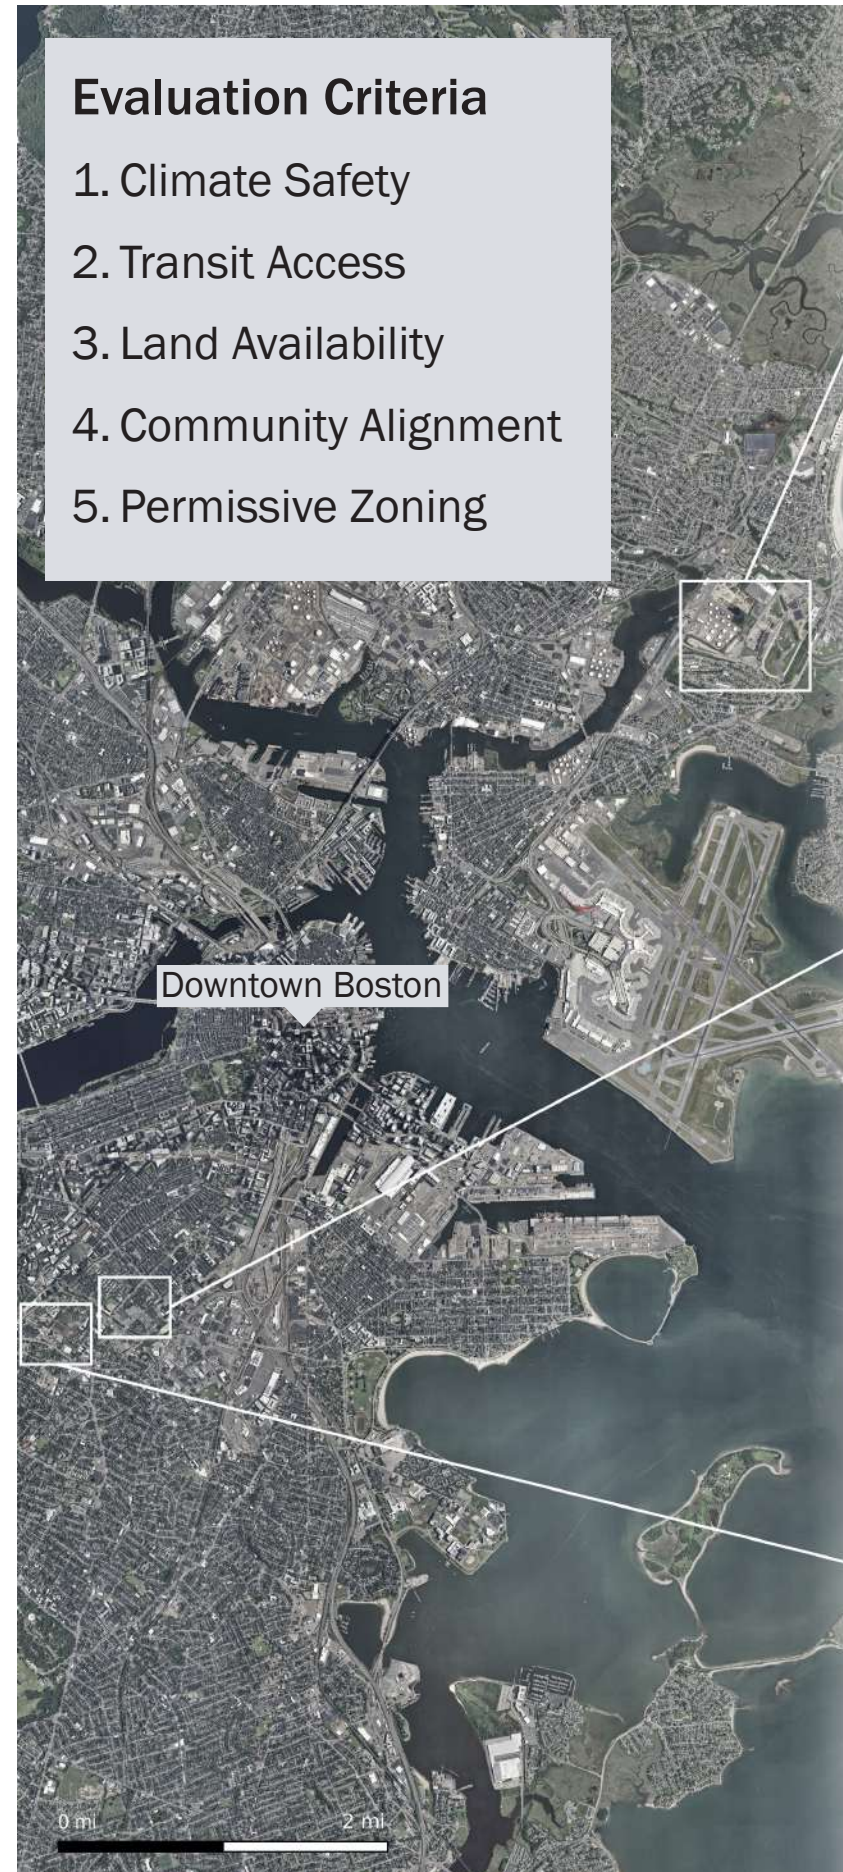 Evaluation Criteria
1. Climate Safety
2. Transit Access
3. Land Availability
4. Community Alignment
5. Permissive Zoning
Downtown Boston
0 mi
2 mi